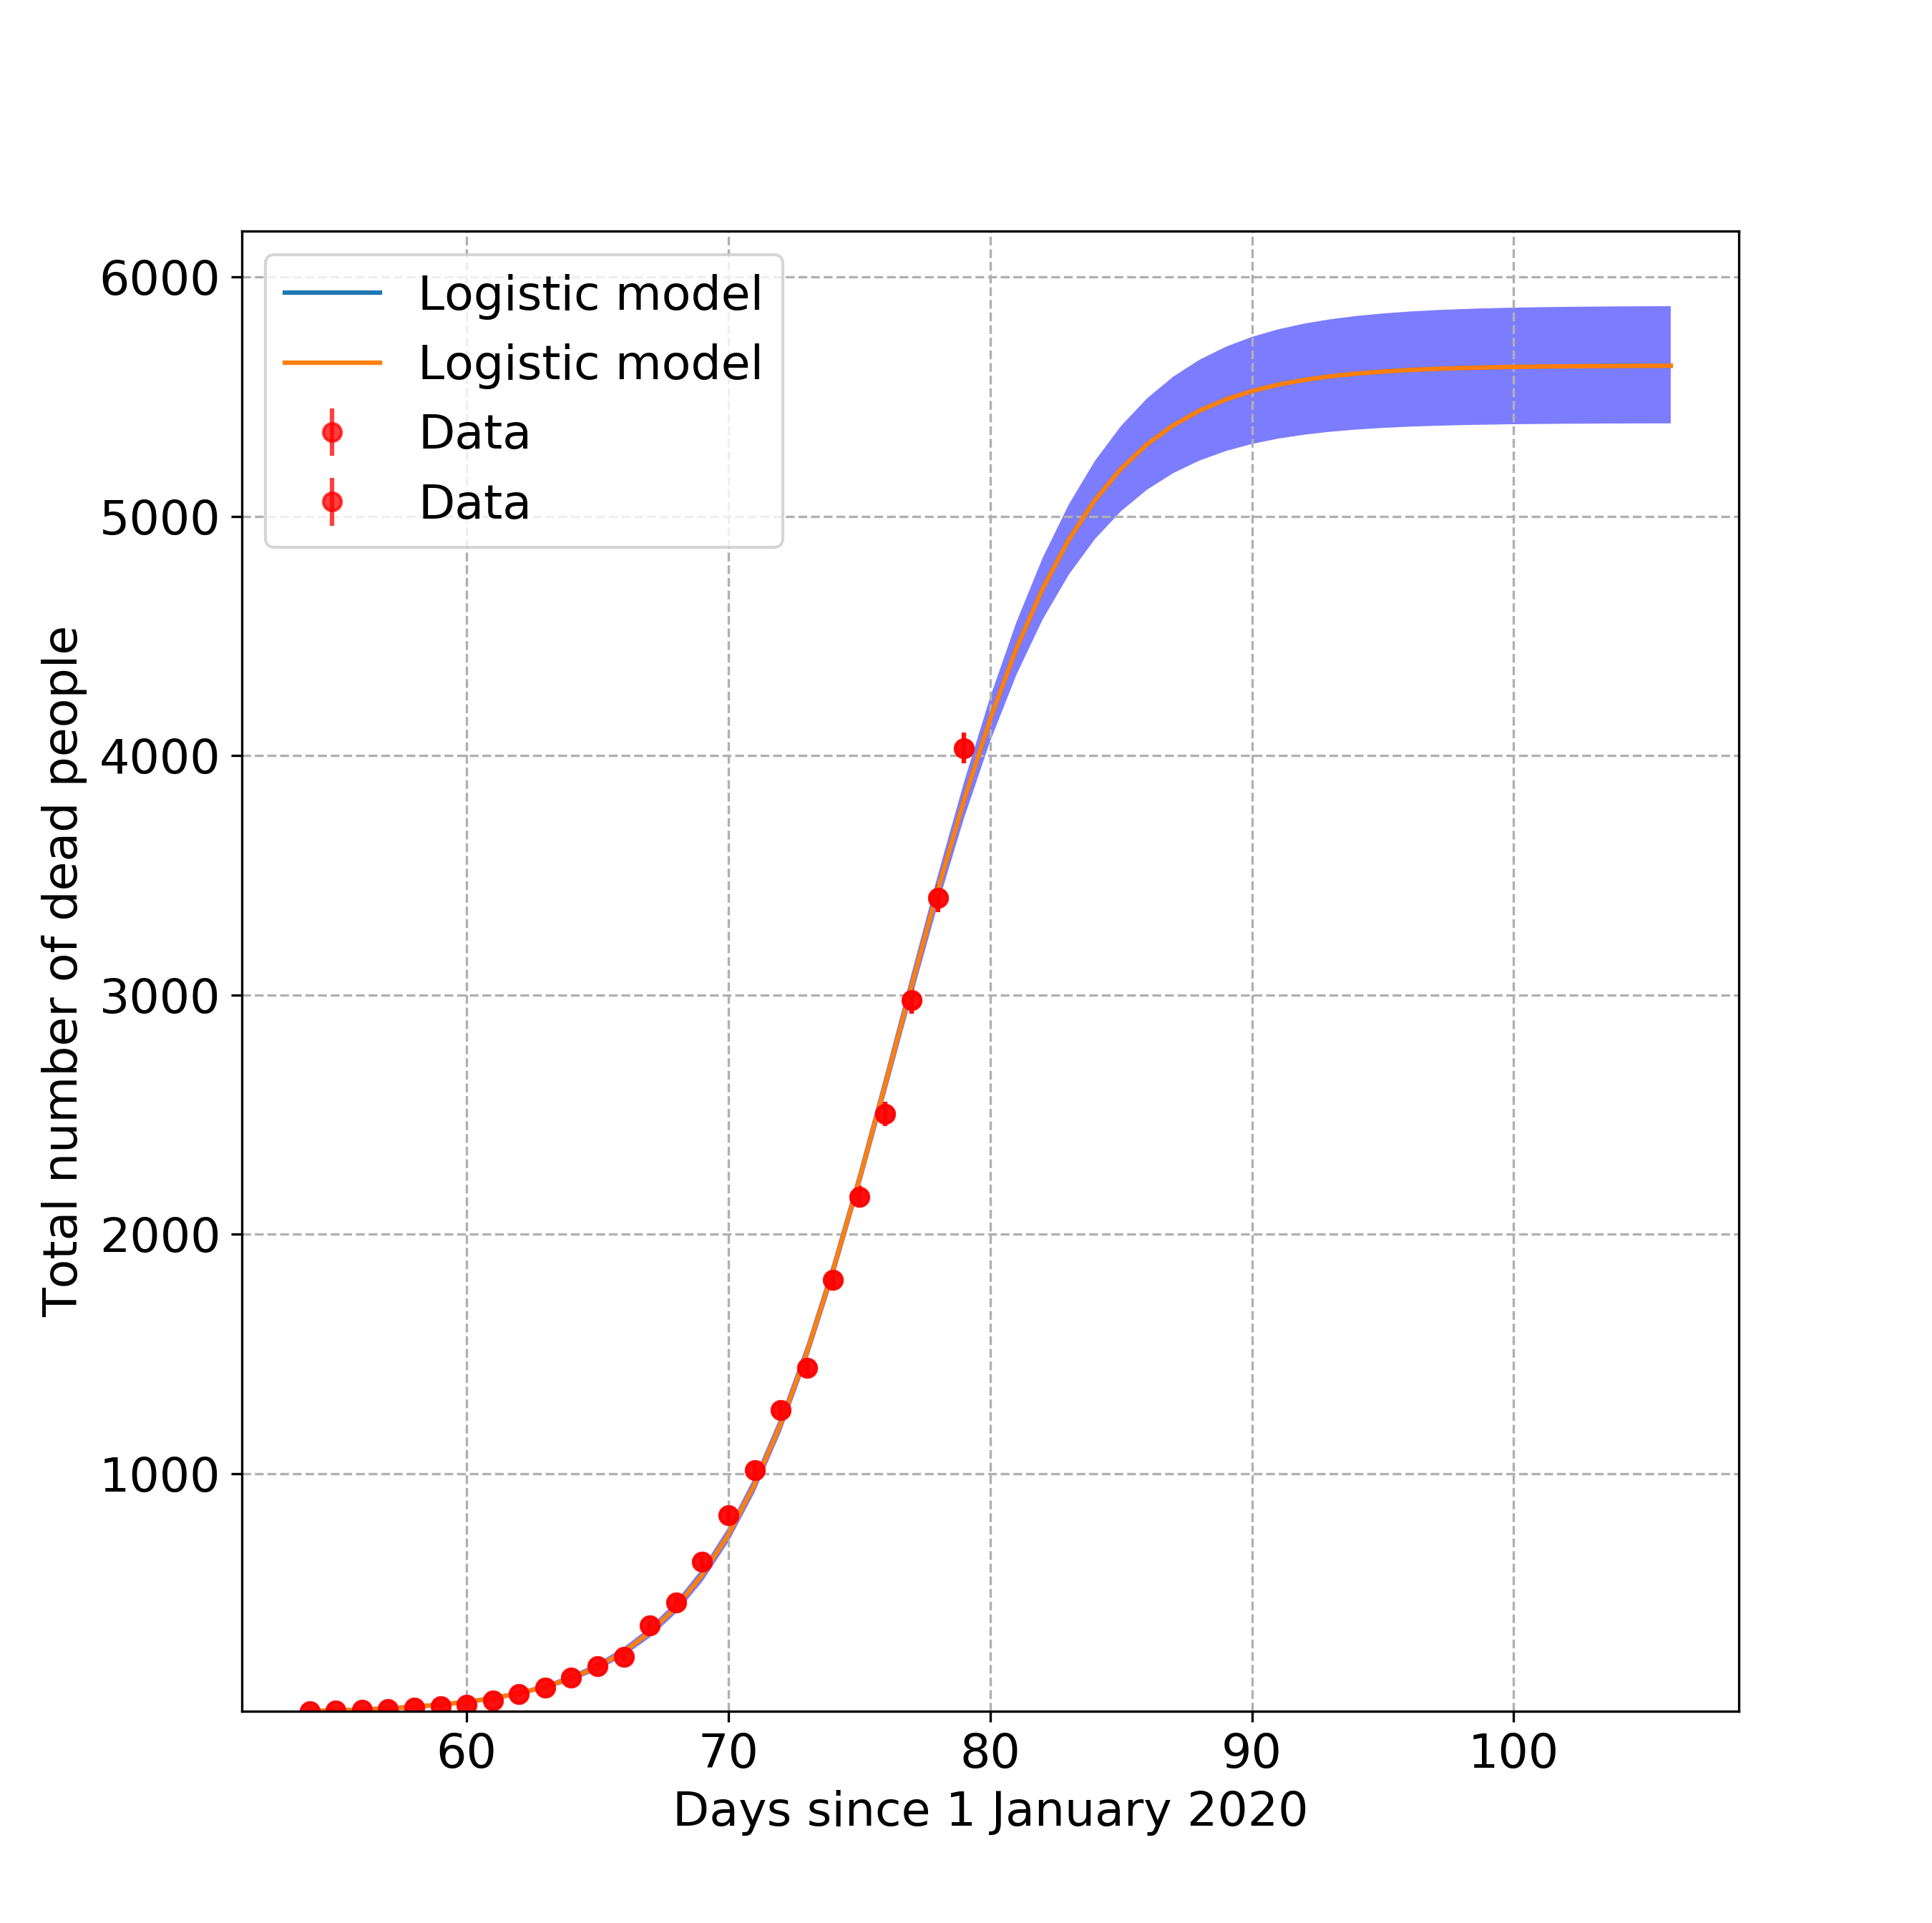 6000
5000
4000
3000
2000
1000
Total number of dead people
Logistic model
Logistic model
Data
Data
60 70 80 90 100
Days since 1 January 2020